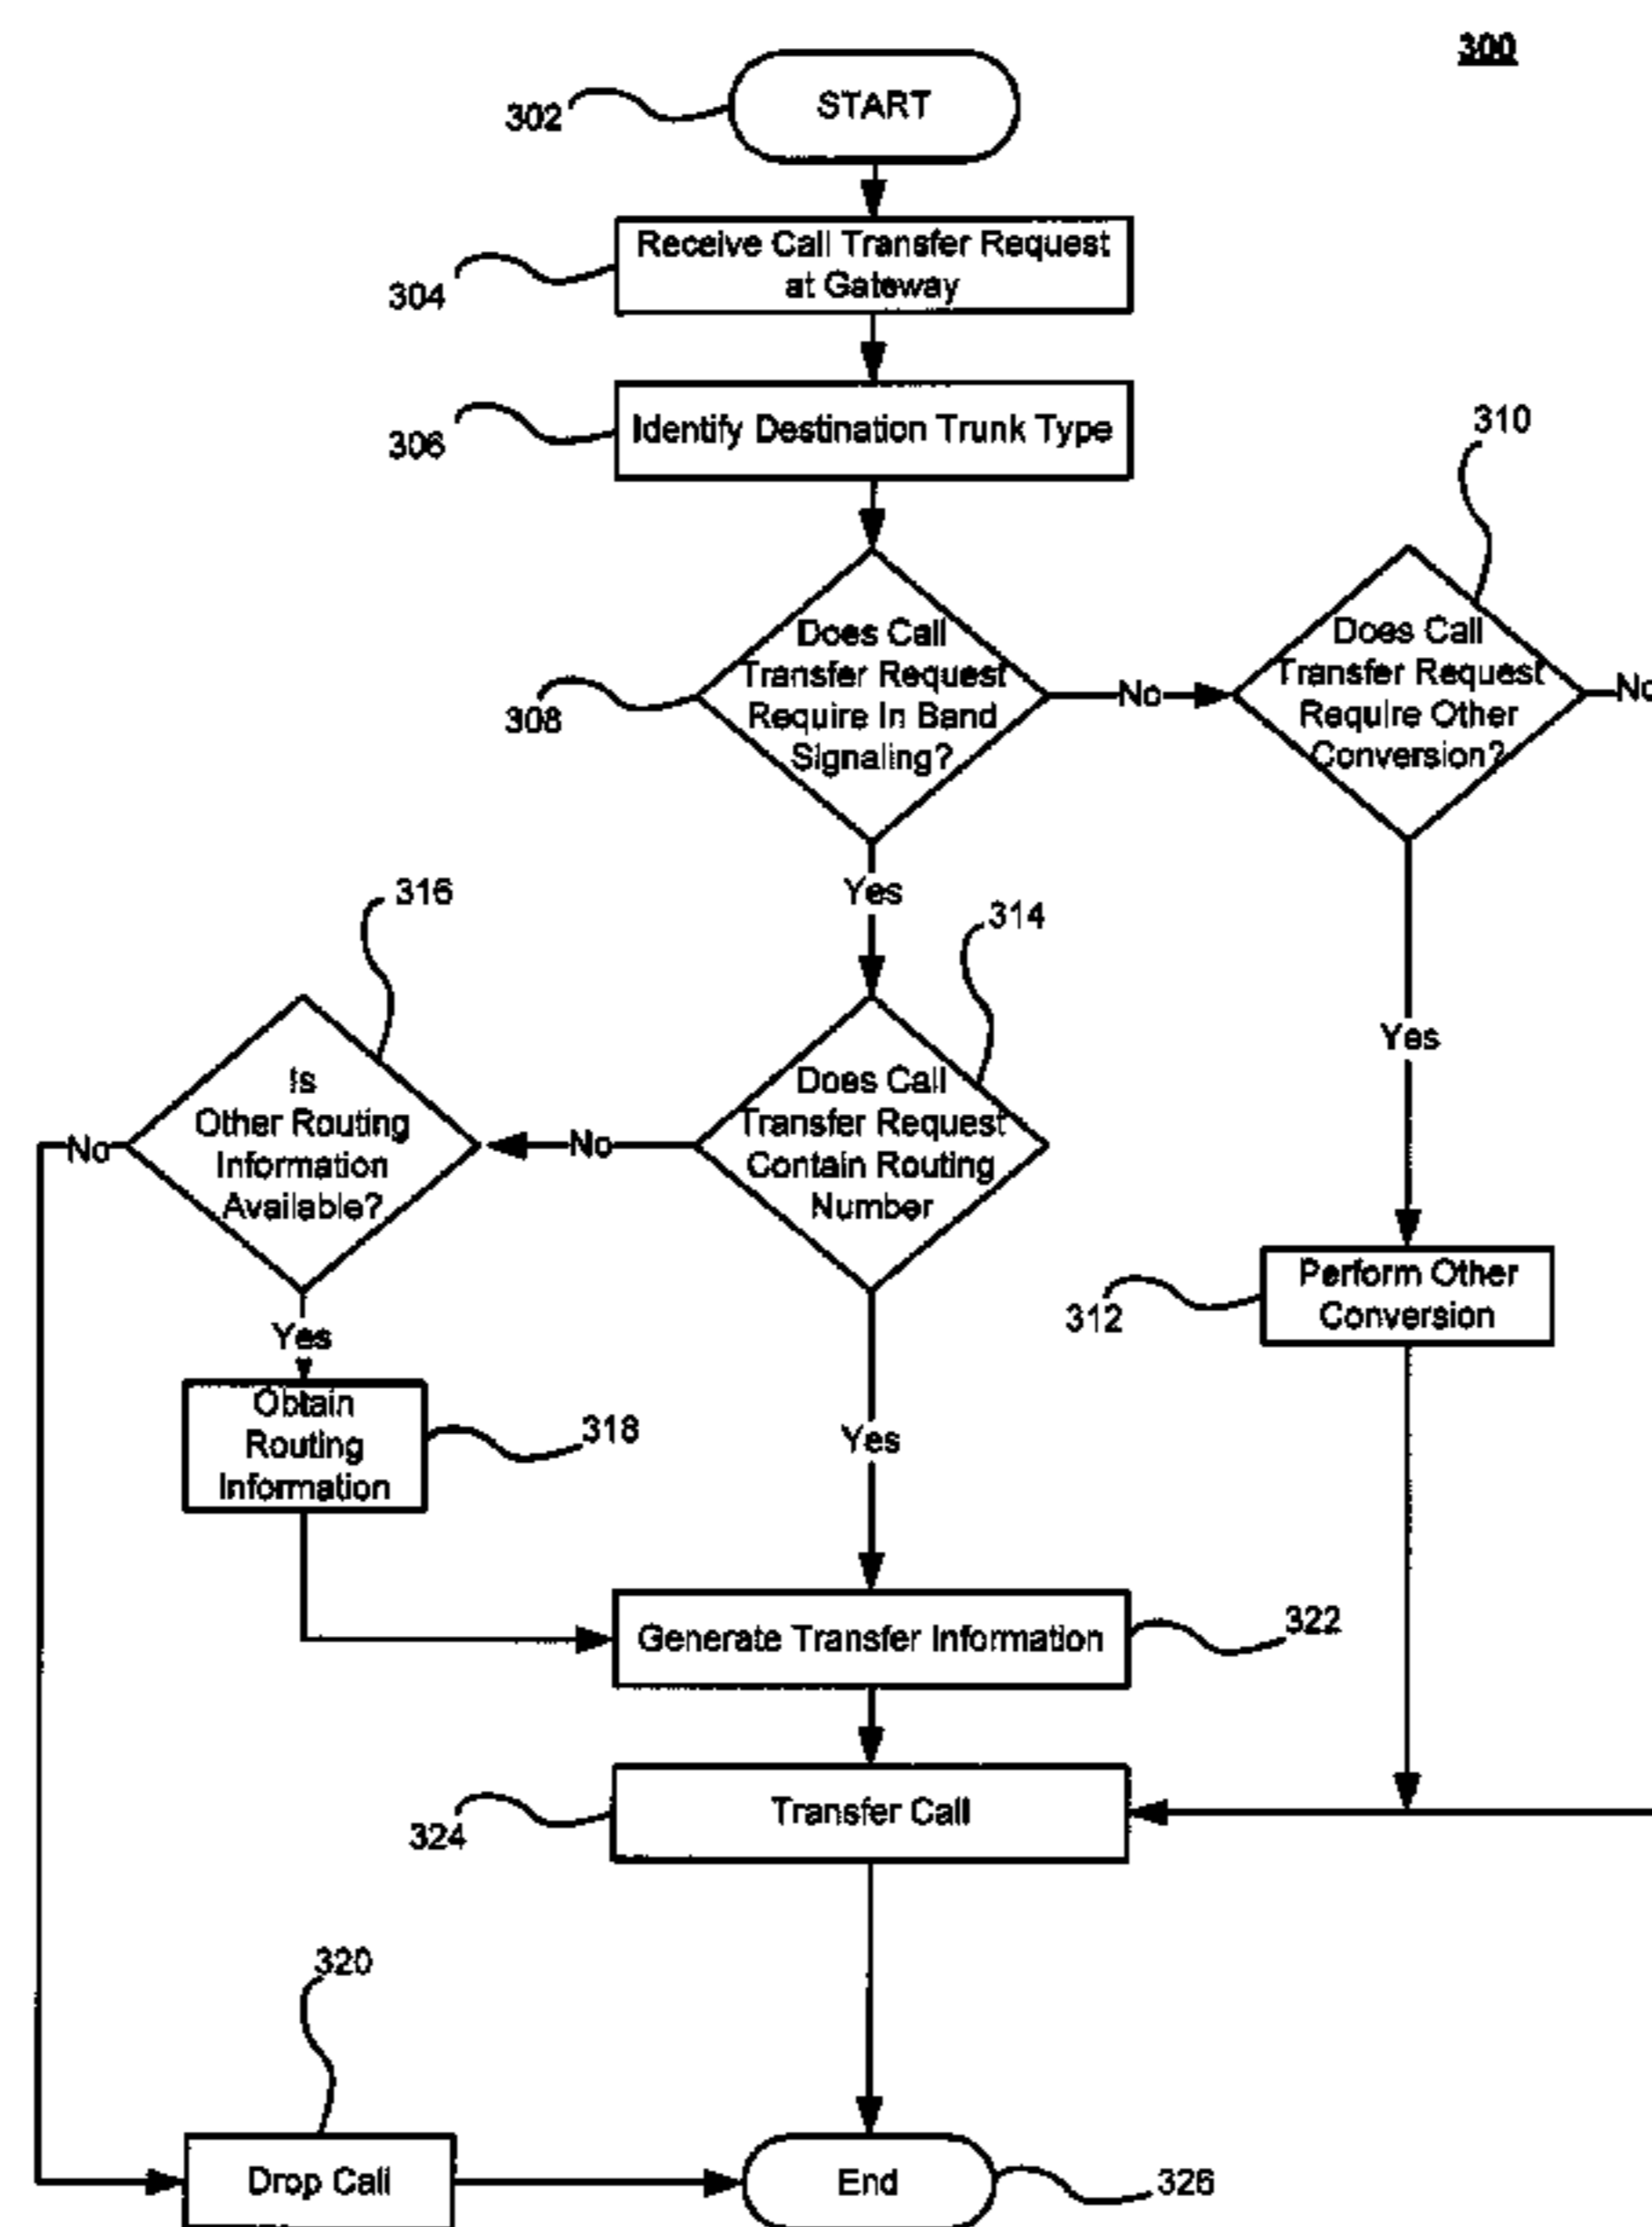 300
START
302
Receive Call Transfer Request
at Gateway
304
Identify Destination Trunk Type
306
310
Does Call
Transfer Request
Require In Band
Signaling?
308
No
Does Call
Transfer Request
Require Other
Conversion?
No
Yes
316
314
Yes
Is
Other Routing
Information
Available?
No
No
Does Call
Transfer Request
Contain Routing
Number
Perform Other
Conversion
312
Yes
Obtain
Routing
Information
318
Yes
Generate Transfer Information
322
Transfer Call
324
320
Drop Call
End
326